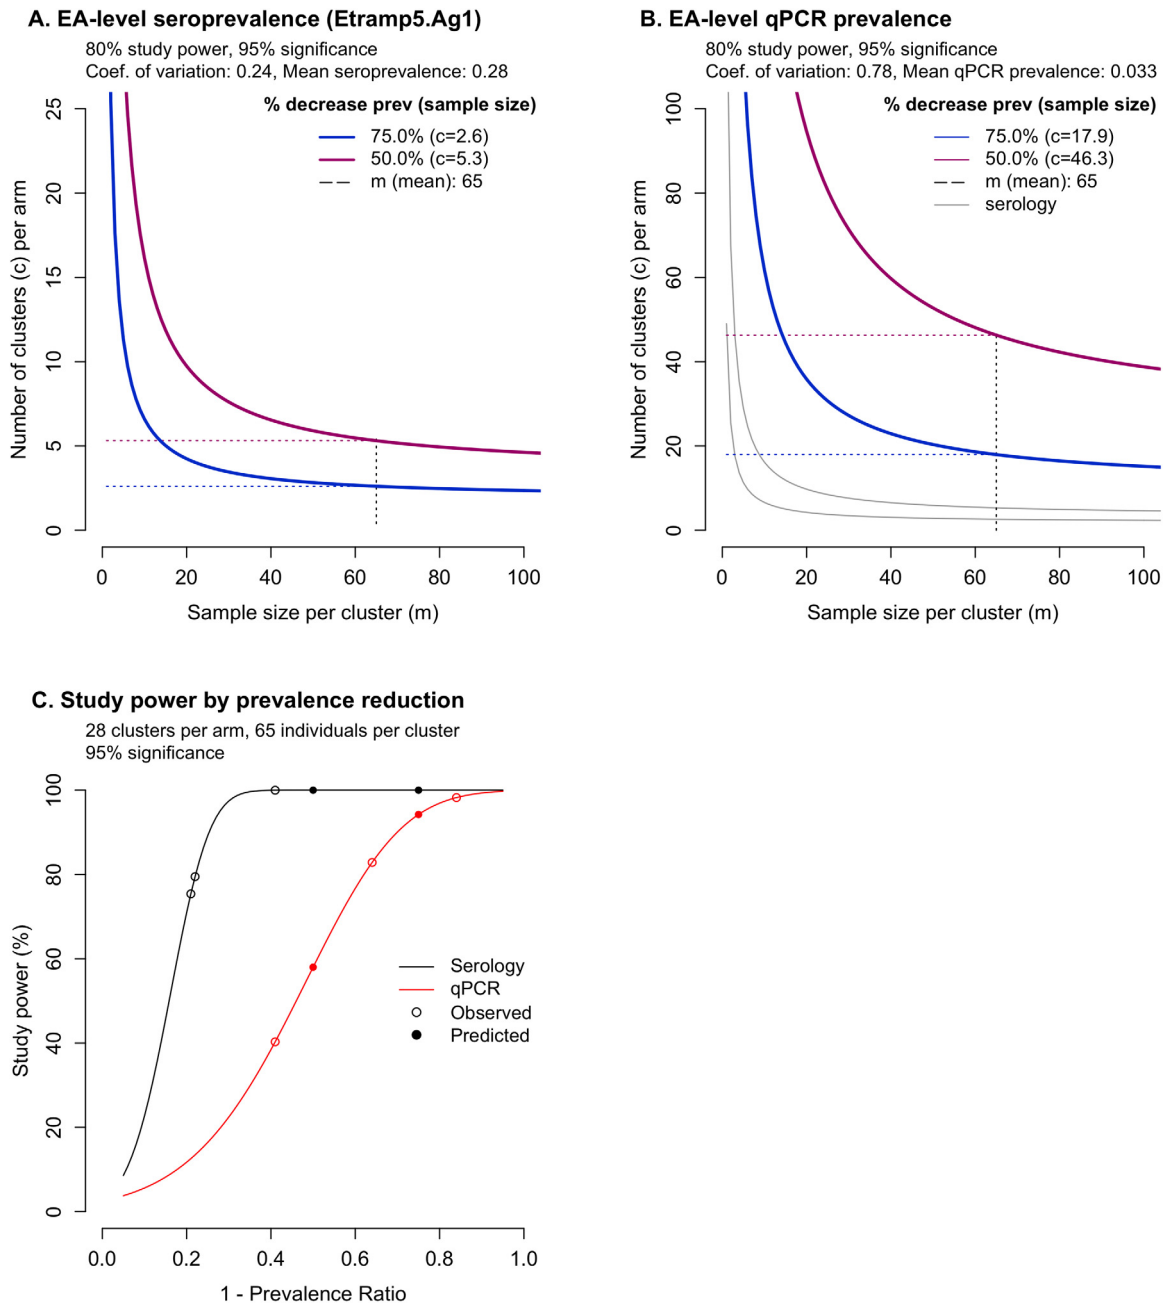 A. EA-level seroprevalence (Etramp5.Ag1)
80% study power, 95% significance
Coef. of variation: 0.24, Mean seroprevalence: 0.28
% decrease prev (sample size)
75.0% (c=2.6)
50.0% (c=5.3)
m (mean): 65
Number of clusters (c) per arm
25
20
15
10
5
0
0 20 40 60 80 100
Sample size per cluster (m)
B. EA-level qPCR prevalence
80% study power, 95% significance
Coef. of variation: 0.78, Mean qPCR prevalence: 0.033
% decrease prev (sample size)
75.0% (c=17.9)
50.0% (c=46.3)
m (mean): 65
serology
Number of clusters (c) per arm
100
80
60
40
20
0
0 20 40 60 80 100
Sample size per cluster (m)
C. Study power by prevalence reduction
28 clusters per arm, 65 individuals per cluster
95% significance
Study power (%)
100
80
60
40
20
0
Serology
qPCR
Observed
Predicted
0.0 0.2 0.4 0.6 0.8 1.0
1 - Prevalence Ratio